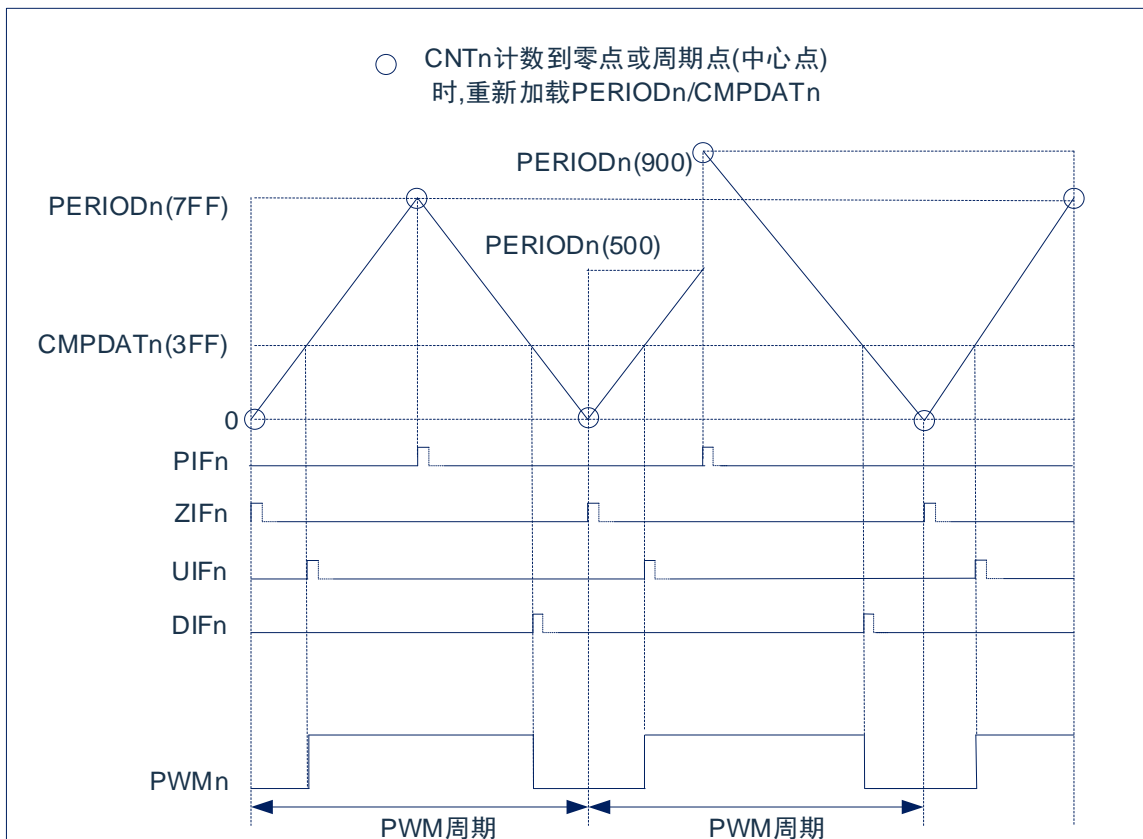 CNTn计数到零点或周期点(中心点)
时,重新加载PERIODn/CMPDATn
PERIODn(900)
PERIODn(7FF)
PERIODn(500)
CMPDATn(3FF)
0
PIFn
ZIFn
UIFn
DIFn
PWMn
PWM周期
PWM周期